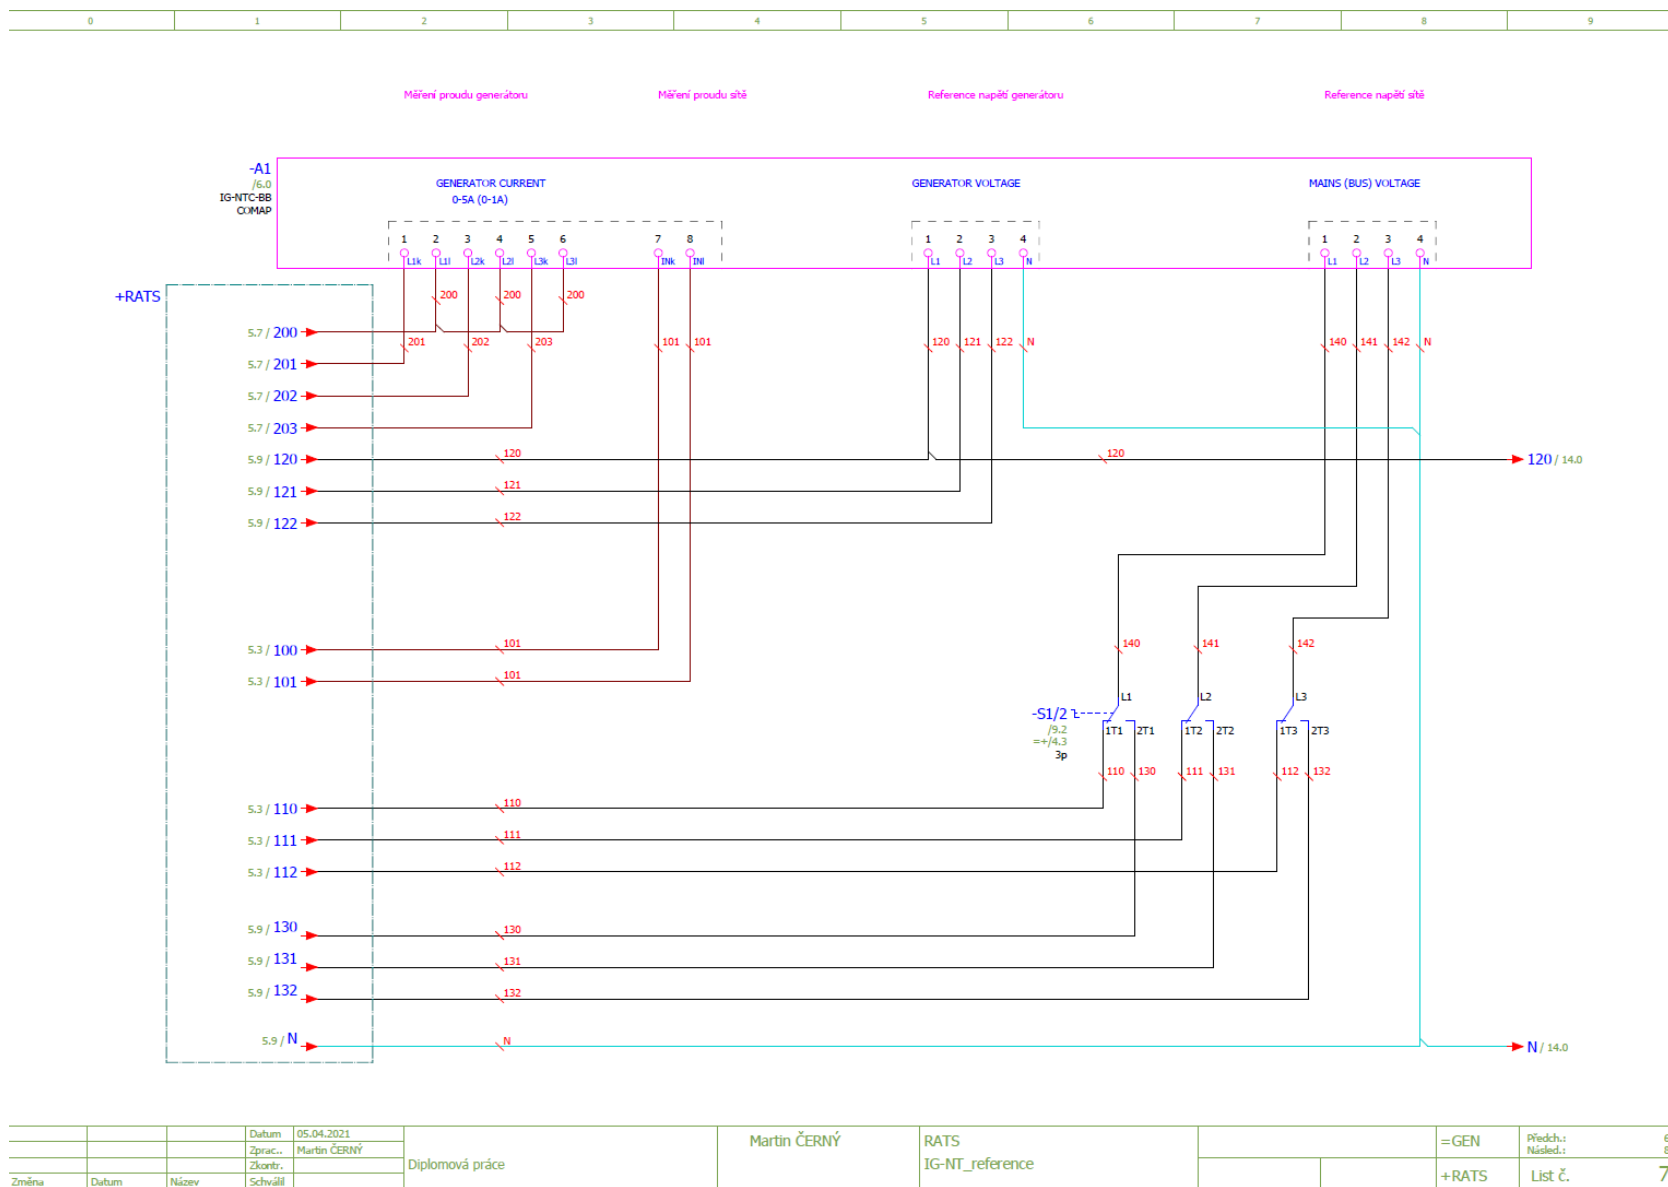 0 1 2 3 4 5 6 7 8 9
Měření proudu generátoru Měření proudu sítě Reference napětí generátoru Reference napětí sítě
-A1
/6.0
IG-NTC-BB
COMAP
GENERATOR CURRENT
0-5A (0-1A)
GENERATOR VOLTAGE
MAINS (BUS) VOLTAGE
1 2 3 4 5 6 7 8 1 2 3 4 1 2 3 4
L1k L1l L2k L2l L3k L3l INk INl L1 L2 L3 N L1 L2 L3 N
+RATS
200 200 200
5.7 / 200
201 202 203 101 101 120 121 122 N 140 141 142 N
5.7 / 201
5.7 / 202
5.7 / 203
5.9 / 120 120 120 120 / 14.0
5.9 / 121 121
5.9 / 122 122
5.3 / 100 101
140 141 142
5.3 / 101 101
L1 L2 L3
-S1/2
/9.2
=+/4.3
3p
1T1 2T1 1T2 2T2 1T3 2T3
110 130 111 131 112 132
5.3 / 110 110
5.3 / 111 111
5.3 / 112 112
5.9 / 130 130
5.9 / 131 131
5.9 / 132 132
5.9 / N N N / 14.0
Datum 05.04.2021
Zprac.. Martin ČERNÝ
Zkontr.
Změna Datum Název Schválil
Diplomová práce
Martin ČERNÝ
RATS
IG-NT_reference
=GEN
+RATS
Předch.: 6
Násled.: 8
List č. 7